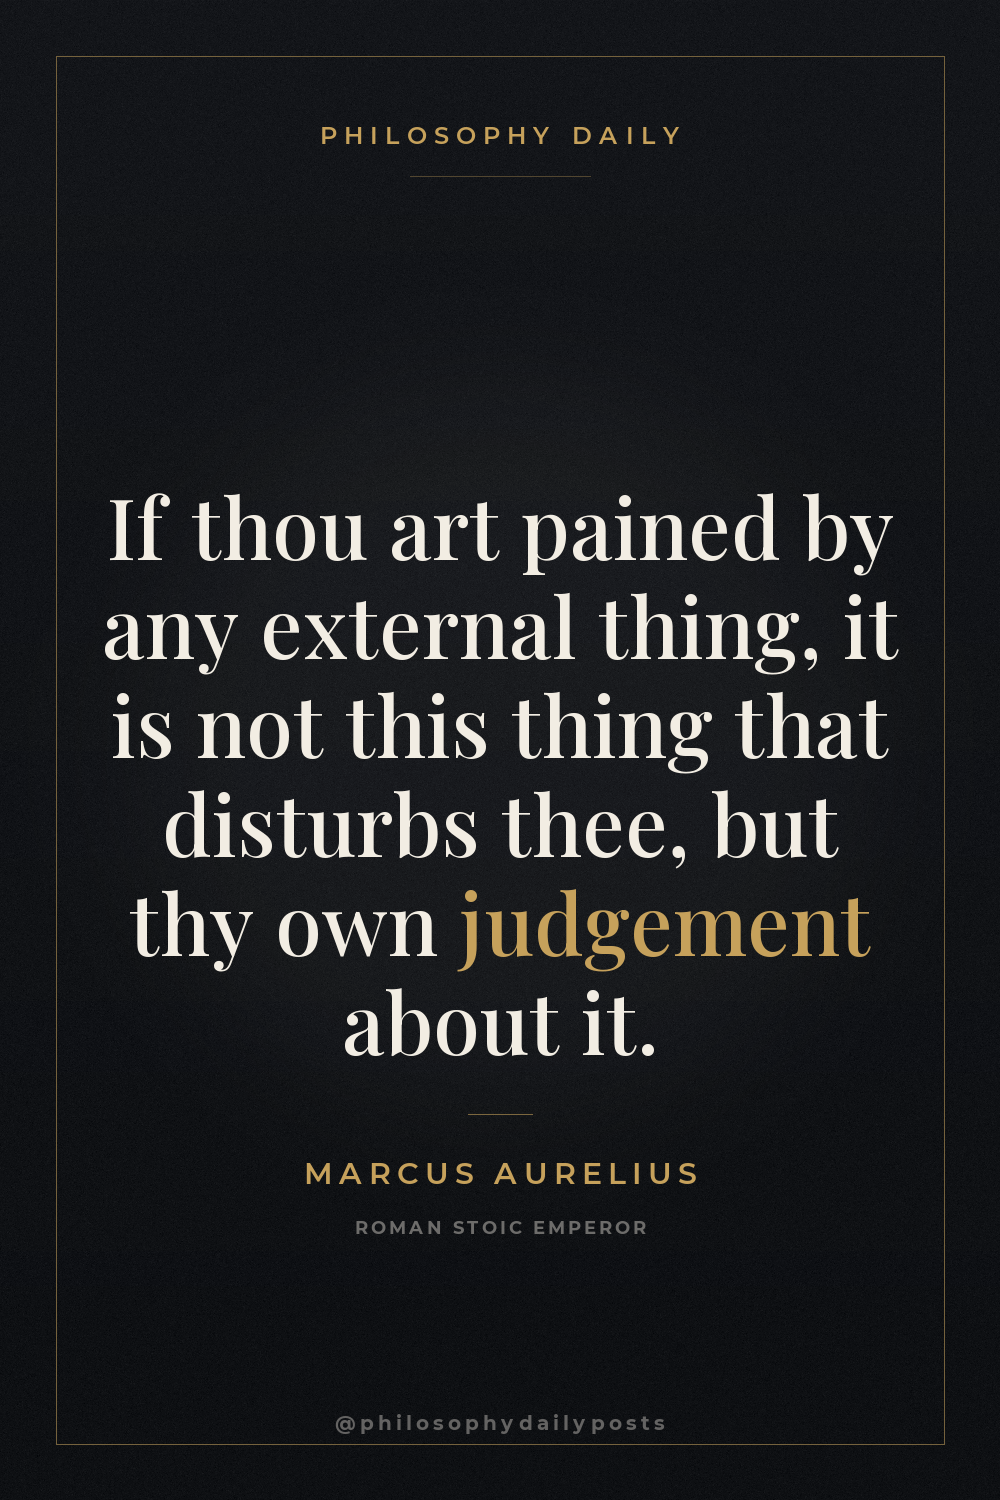 PHILOSOPHY DAILY
If thou art pained by
any external thing, it
is not this thing that
disturbs thee, but
thy own judgement
about it.
MARCUS AURELIUS
ROMAN STOIC EMPEROR
@philosophydailyposts